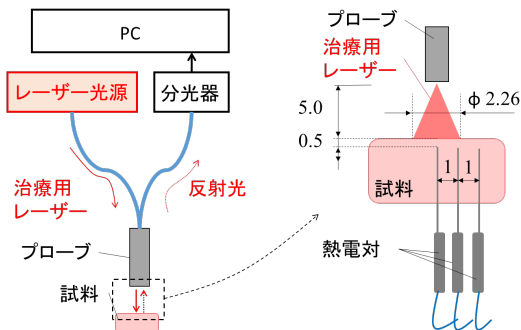 PC
レーザー光源
分光器
治療用
レーザー
反射光
プローブ
試料
プローブ
治療用
レーザー
φ 2.26
5.0
0.5
試料
1
1
熱電対